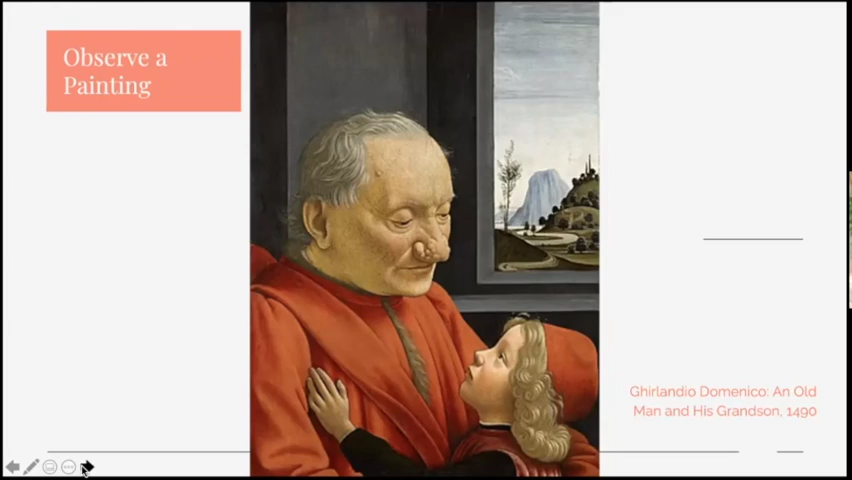 Observe a
Painting
Ghirlandio Domenico: An Old
Man and His Grandson, 1490